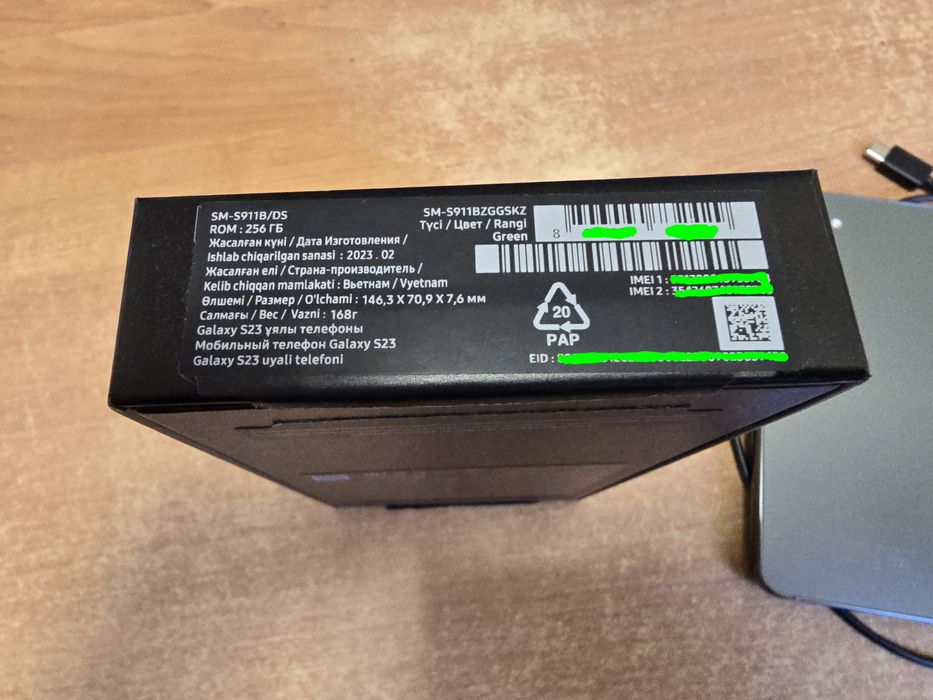 SM-S911B/DS
ROM : 256 ГБ
Жасалған күні / Дата Изготовления /
Ishlab chiqarilgan sanasi : 2023 . 02
Жасалған елі / Страна-производитель /
Kelib chiqqan mamlakati : Вьетнам / Vyetnam
Өлшемі / Размер / O'lchami : 146,3 X 70,9 X 7,6 мм
Салмағы / Вес / Vazni : 168г
Galaxy S23 ұялы телефоны
Мобильный телефон Galaxy S23
Galaxy S23 uyali telefoni
SM-S911BZGGSKZ
Түсі / Цвет / Rangi
Green
8
IMEI 1 :
IMEI 2 :
20
PAP
EID :